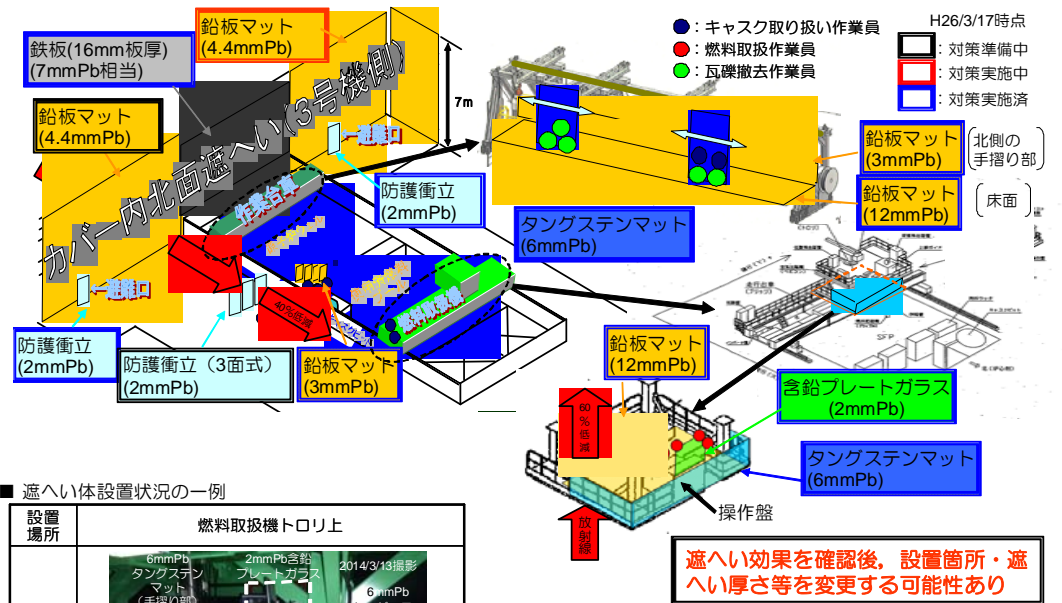 鉛板マット
(4.4mmPb)
鉄板(16mm板厚)
(7mmPb相当)
鉛板マット
(4.4mmPb)
カバー内北面遮へい(3号機側)
7m
←避難口
防護衝立
(2mmPb)
作業台車
←避難口
40%低減
燃料取扱機
防護衝立
(2mmPb)
防護衝立（3面式）
(2mmPb)
鉛板マット
(3mmPb)
●：キャスク取り扱い作業員
●：燃料取扱作業員
●：瓦礫撤去作業員
H26/3/17時点
：対策準備中
：対策実施中
：対策実施済
鉛板マット
(3mmPb)
北側の
手摺り部
鉛板マット
(12mmPb)
床面
タングステンマット
(6mmPb)
SFP
鉛板マット
(12mmPb)
60%低減
含鉛プレートガラス
(2mmPb)
タングステンマット
(6mmPb)
操作盤
放射線
遮へい効果を確認後，設置箇所・遮
へい厚さ等を変更する可能性あり
■ 遮へい体設置状況の一例
設置
場所
燃料取扱機トロリ上
6mmPb
タングステン
マット
(手摺り部)
2mmPb含鉛
プレートガラス
2014/3/13撮影
6mmPb